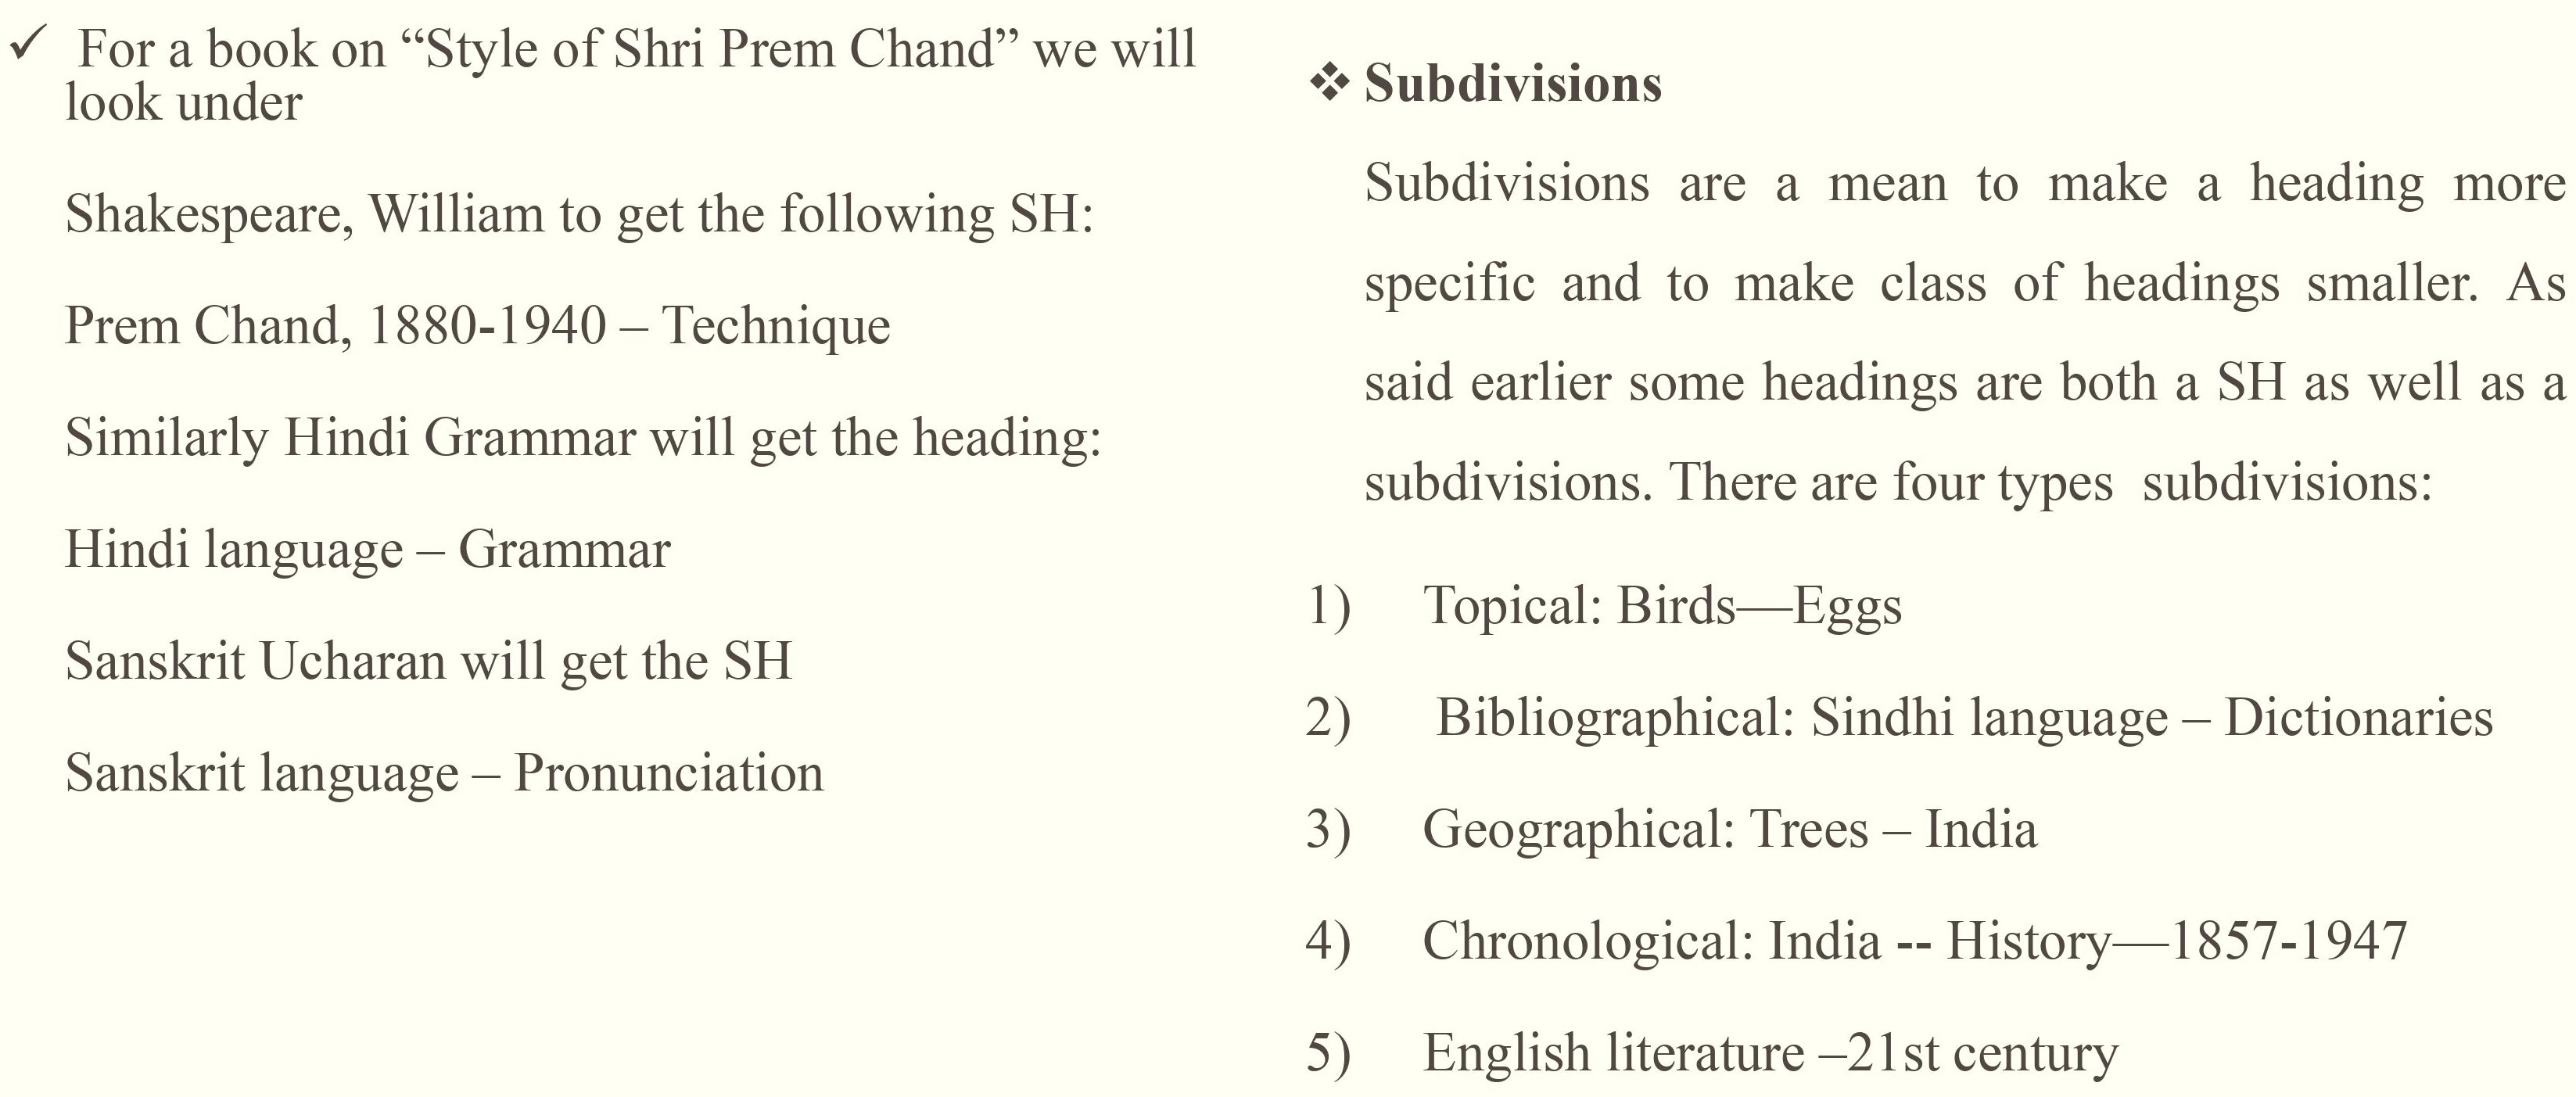 ✓ For a book on “Style of Shri Prem Chand” we will
look under
Shakespeare, William to get the following SH:
Prem Chand, 1880-1940 – Technique
Similarly Hindi Grammar will get the heading:
Hindi language – Grammar
Sanskrit Ucharan will get the SH
Sanskrit language – Pronunciation
❖ Subdivisions
Subdivisions are a mean to make a heading more
specific and to make class of headings smaller. As
said earlier some headings are both a SH as well as a
subdivisions. There are four types subdivisions:
1) Topical: Birds—Eggs
2) Bibliographical: Sindhi language – Dictionaries
3) Geographical: Trees – India
4) Chronological: India -- History—1857-1947
5) English literature –21st century